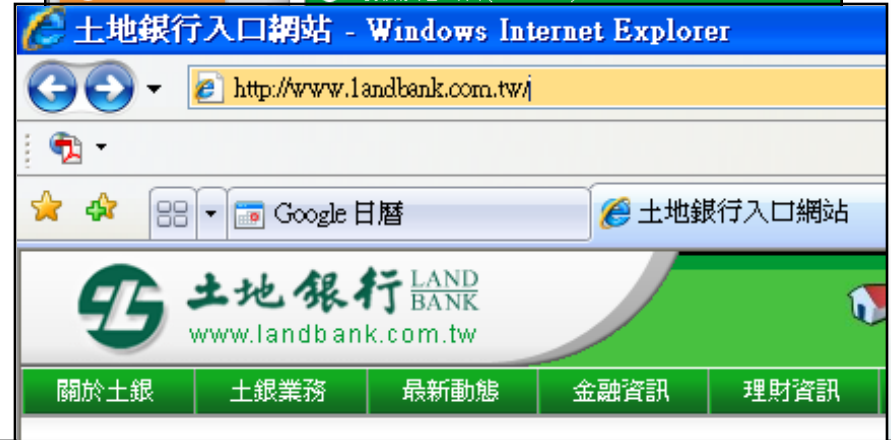 土地銀行入口網站 - Windows Internet Explorer
http://www.1andbank.com.tw/
Google 日曆
土地銀行入口網站
土地銀行 LAND BANK
www.landbank.com.tw
關於土銀 土銀業務 最新動態 金融資訊 理財資訊